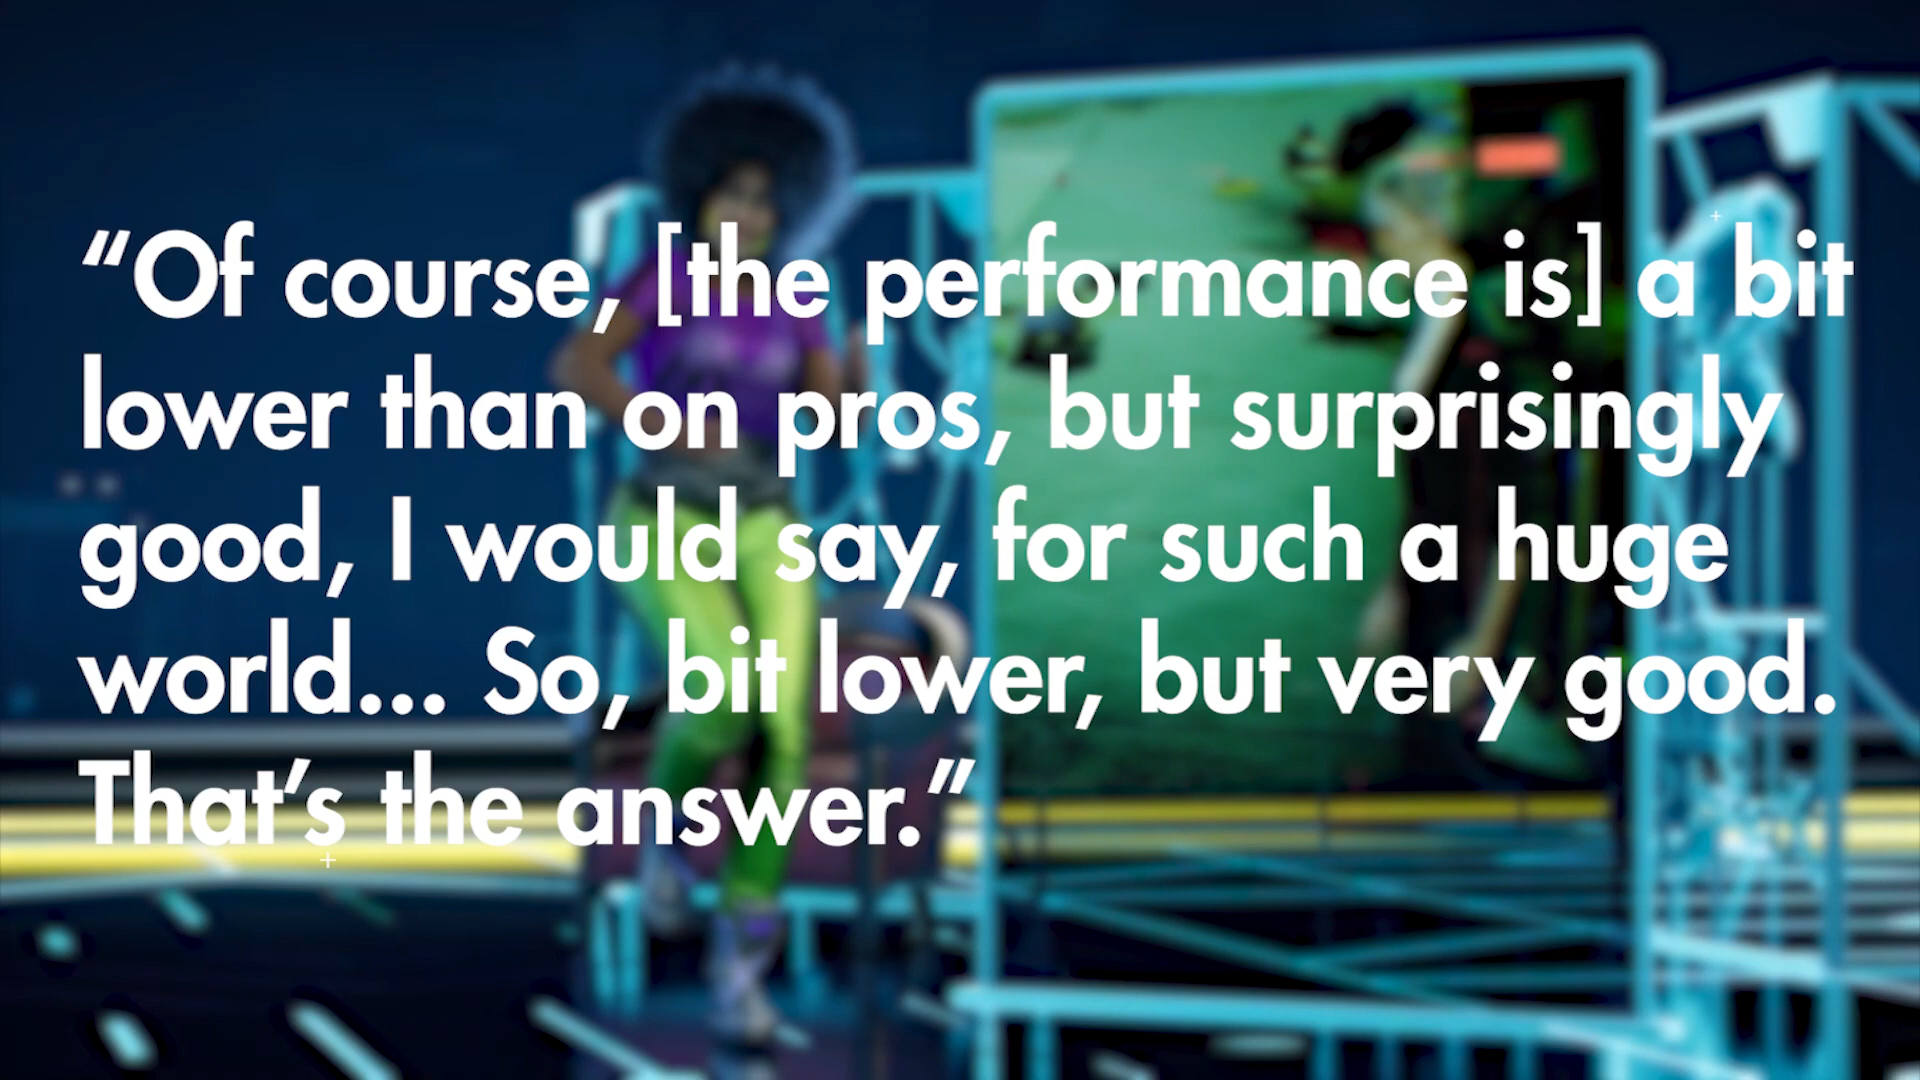 “Of course, [the performance is] a bit
lower than on pros, but surprisingly
good, I would say, for such a huge
world... So, bit lower, but very good.
That’s the answer.”